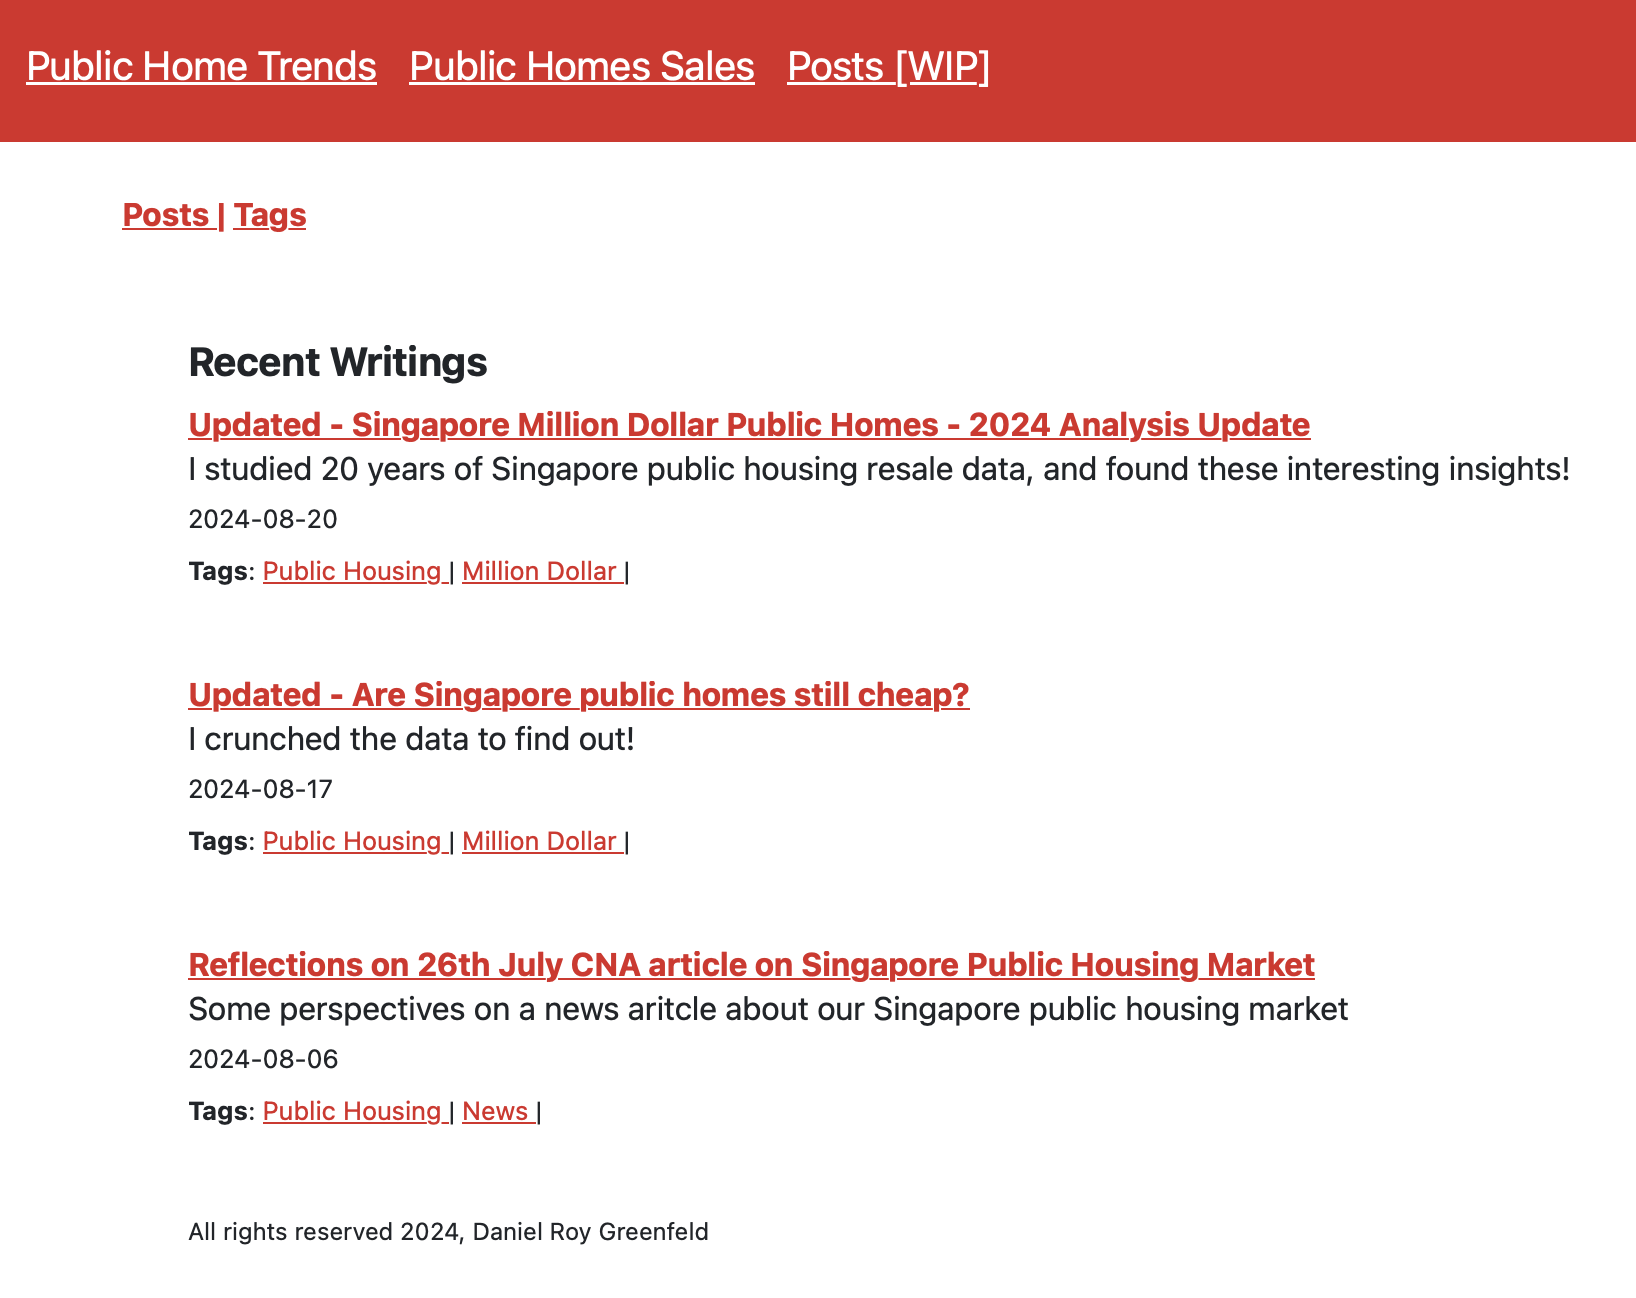 Public Home Trends Public Homes Sales Posts [WIP]
Posts | Tags
Recent Writings
Updated - Singapore Million Dollar Public Homes - 2024 Analysis Update
I studied 20 years of Singapore public housing resale data, and found these interesting insights!
2024-08-20
Tags: Public Housing | Million Dollar |
Updated - Are Singapore public homes still cheap?
I crunched the data to find out!
2024-08-17
Tags: Public Housing | Million Dollar |
Reflections on 26th July CNA article on Singapore Public Housing Market
Some perspectives on a news aritcle about our Singapore public housing market
2024-08-06
Tags: Public Housing | News |
All rights reserved 2024, Daniel Roy Greenfeld